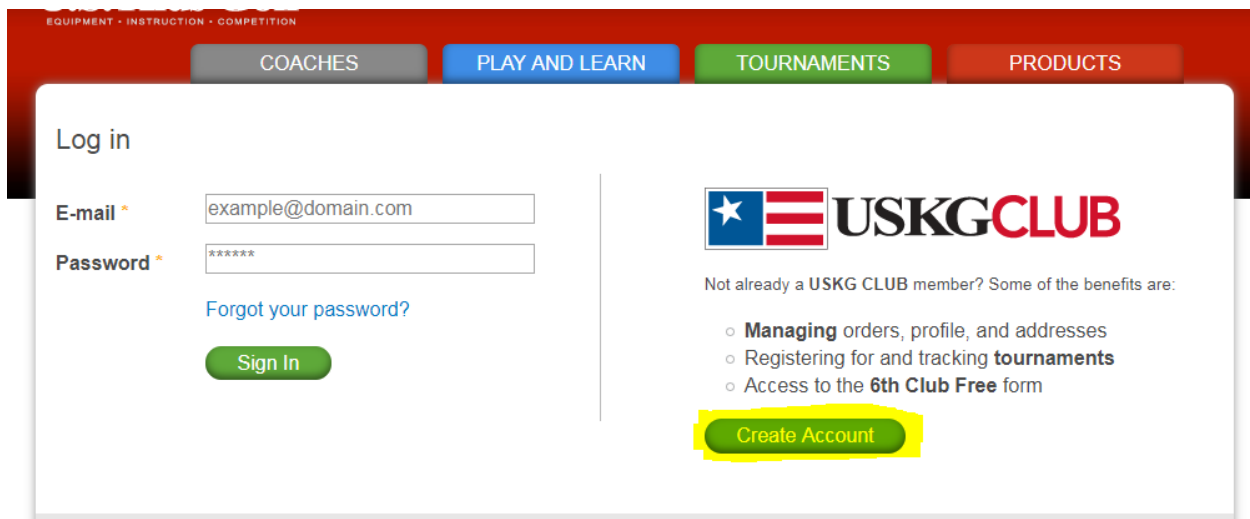 EQUIPMENT • INSTRUCTION • COMPETITION
COACHES
PLAY AND LEARN
TOURNAMENTS
PRODUCTS
Log in
E-mail *
example@domain.com
Password *
******
Forgot your password?
Sign In
USKGCLUB
Not already a USKG CLUB member? Some of the benefits are:
Managing orders, profile, and addresses
Registering for and tracking tournaments
Access to the 6th Club Free form
Create Account